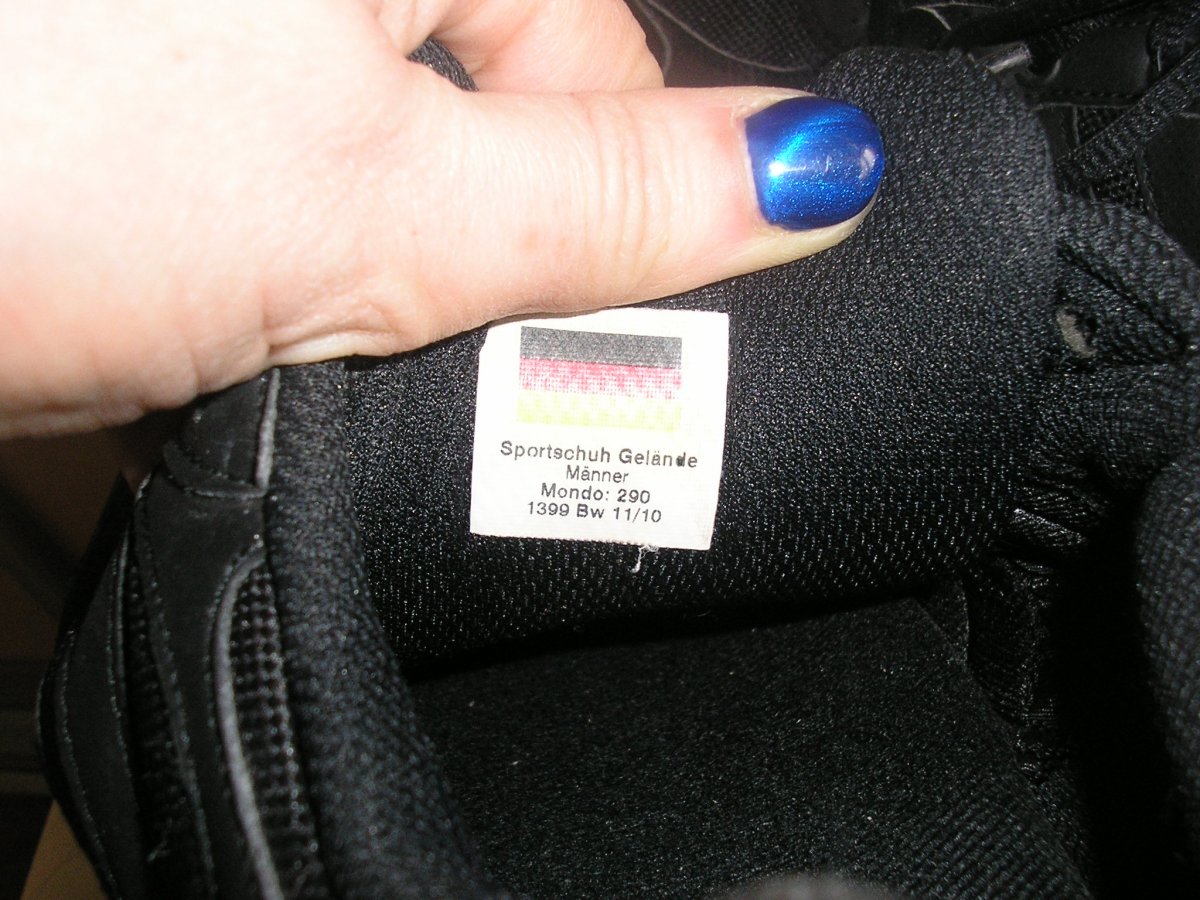 Sportschuh Gelände
Männer
Mondo: 290
1399 Bw 11/10